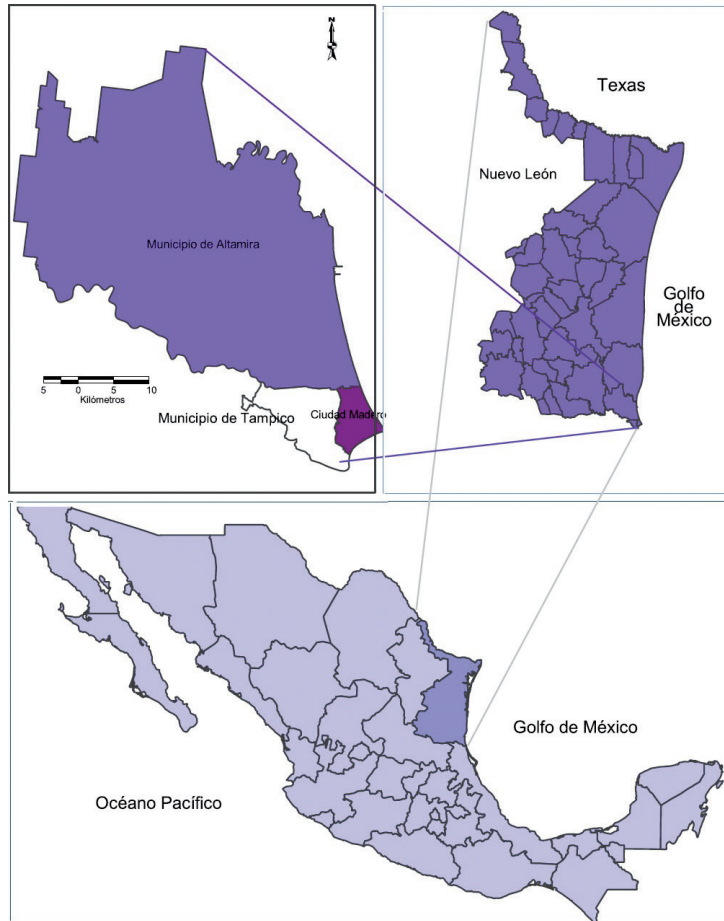 N
Municipio de Altamira
5 0 5 10
Kilómetros
Municipio de Tampico
Ciudad Madero
Texas
Nuevo León
Golfo
de
México
Golfo de México
Océano Pacífico